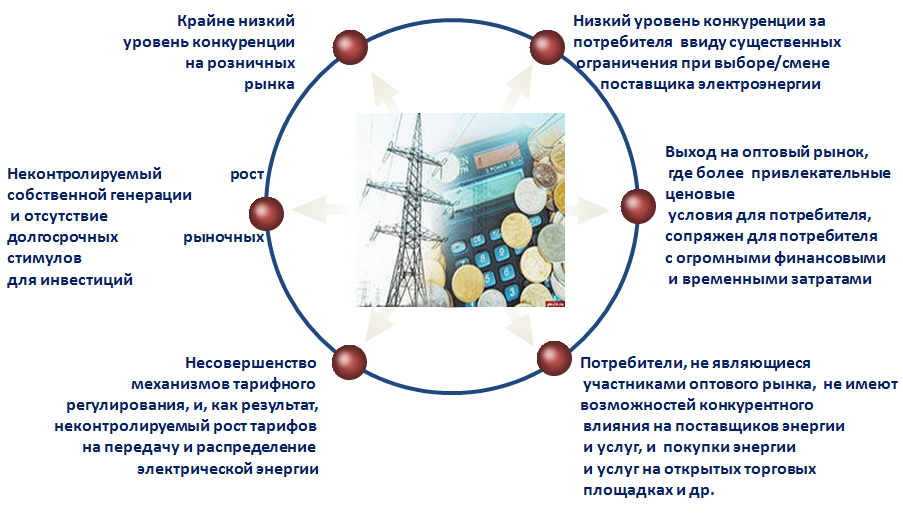 Крайне низкий
уровень конкуренции
на розничных
рынка
Низкий уровень конкуренции за
потребителя ввиду существенных
ограничения при выборе/смене
поставщика электроэнергии
Выход на оптовый рынок,
где более привлекательные
ценовые
условия для потребителя,
сопряжен для потребителя
с огромными финансовыми
и временными затратами
Потребители, не являющиеся
участниками оптового рынка, не имеют
возможностей конкурентного
влияния на поставщиков энергии
и услуг, и покупки энергии
и услуг на открытых торговых
площадках и др.
Несовершенство
механизмов тарифного
регулирования, и, как результат,
неконтролируемый рост тарифов
на передачу и распределение
электрической энергии
Неконтролируемый рост
собственной генерации
и отсутствие
долгосрочных рыночных
стимулов
для инвестиций